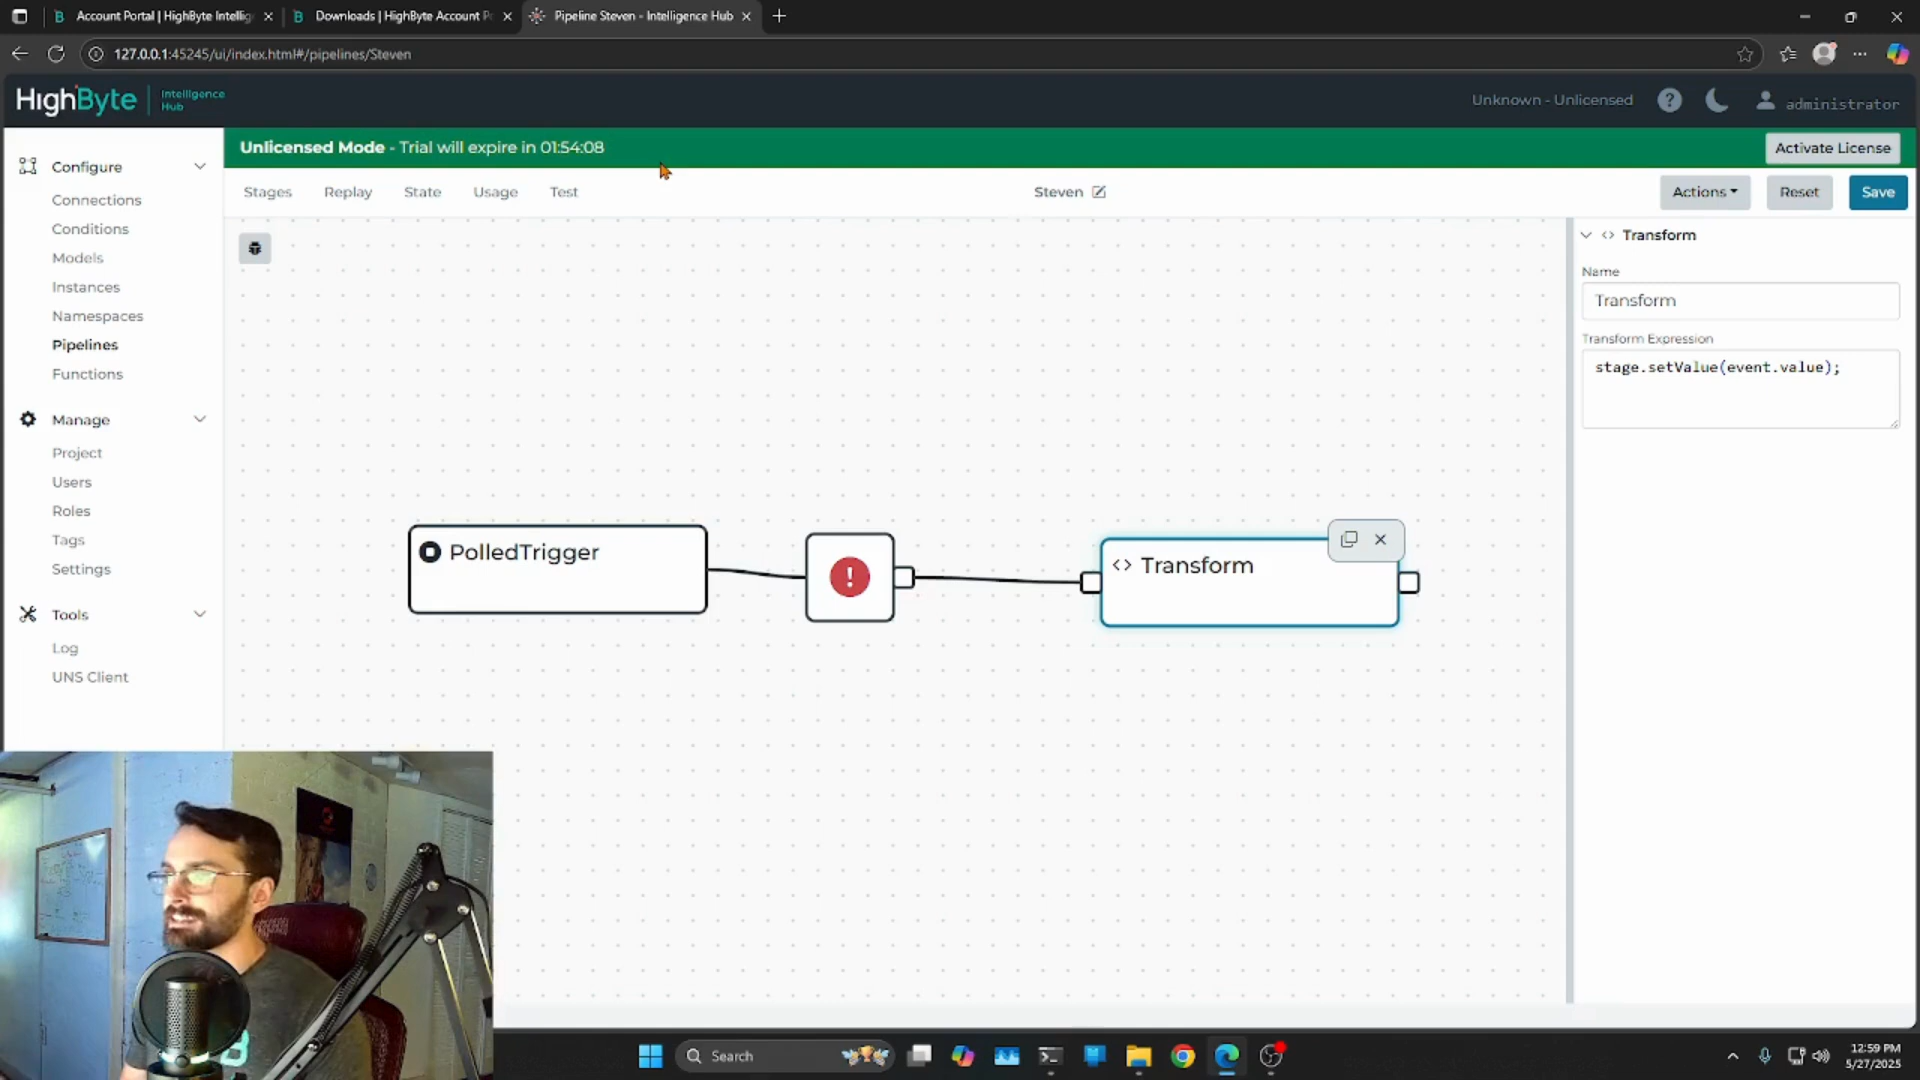 Account Portal | HighByte Intellig
Downloads | HighByte Account Po
Pipeline Steven - Intelligence Hub
127.0.0.1:45245/ui/index.html#/pipelines/Steven
HighByte
Intelligence
Hub
Unknown - Unlicensed
administrator
Unlicensed Mode - Trial will expire in 01:54:08
Activate License
Stages
Replay
State
Usage
Test
Steven
Actions
Reset
Save
Configure
Connections
Conditions
Models
Instances
Namespaces
Pipelines
Functions
Manage
Project
Users
Roles
Tags
Settings
Tools
Log
UNS Client
PolledTrigger
Transform
Transform
Name
Transform
Transform Expression
stage.setValue(event.value);
Search
12:59 PM
5/27/2025